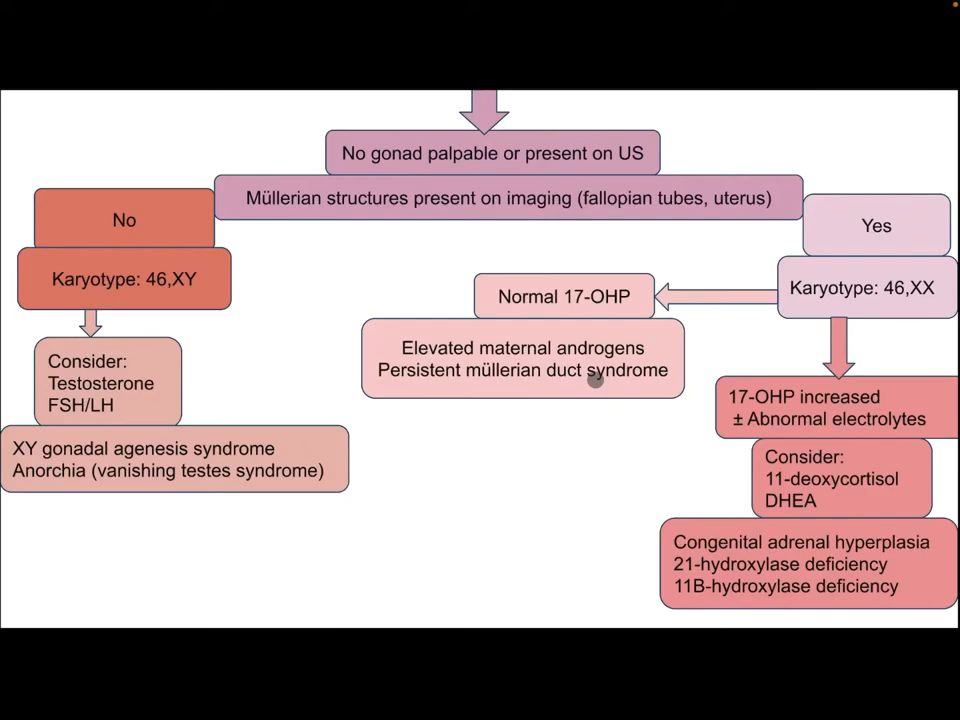 No gonad palpable or present on US
Müllerian structures present on imaging (fallopian tubes, uterus)
No
Karyotype: 46,XY
Consider:
Testosterone
FSH/LH
XY gonadal agenesis syndrome
Anorchia (vanishing testes syndrome)
Yes
Karyotype: 46,XX
Normal 17-OHP
Elevated maternal androgens
Persistent müllerian duct syndrome
17-OHP increased
± Abnormal electrolytes
Consider:
11-deoxycortisol
DHEA
Congenital adrenal hyperplasia
21-hydroxylase deficiency
11B-hydroxylase deficiency